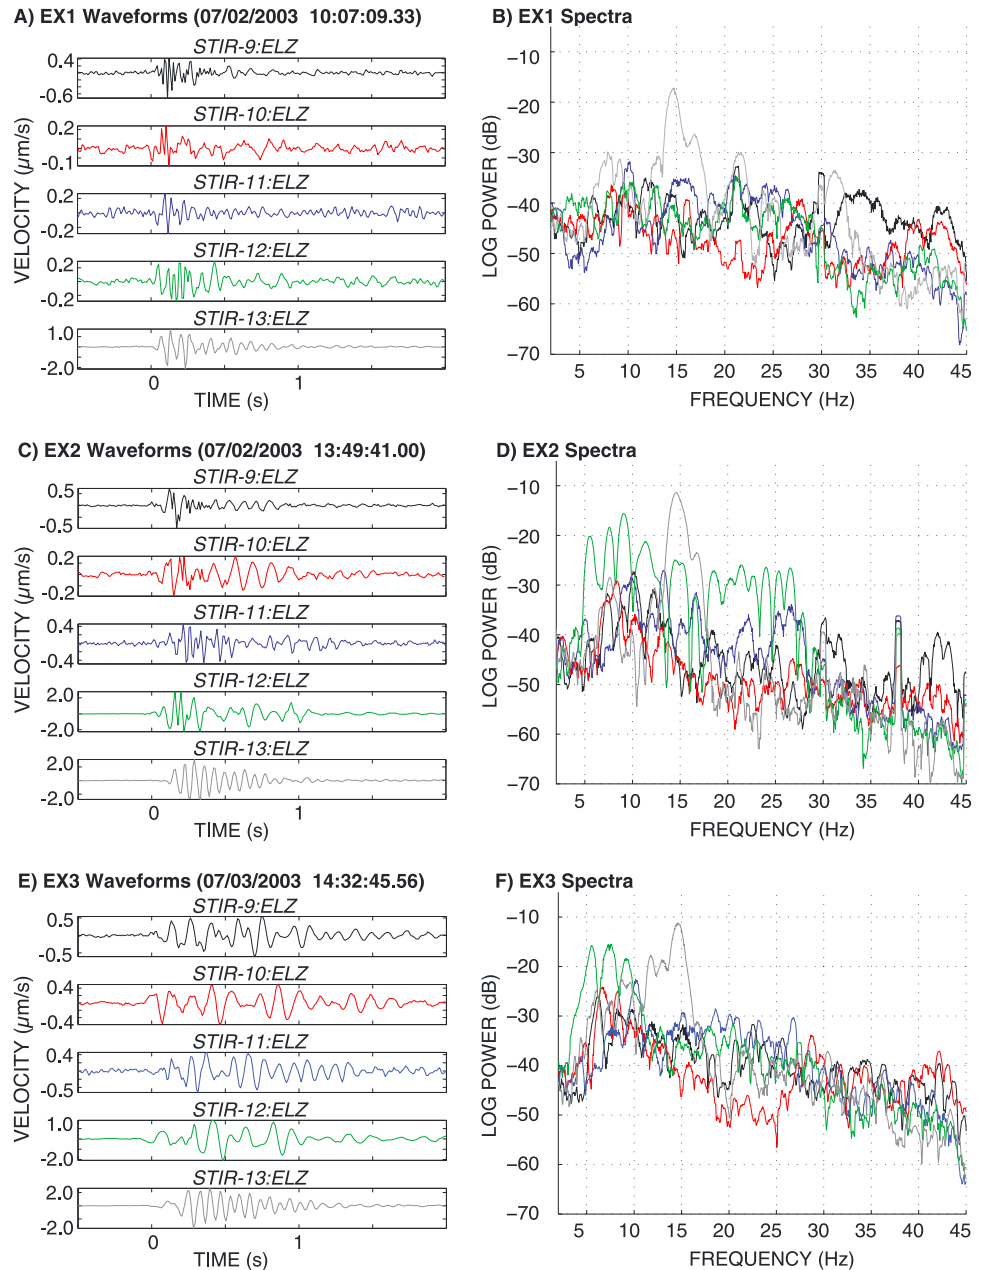 A) EX1 Waveforms (07/02/2003 10:07:09.33)
STIR-9:ELZ
0.4
-0.6
STIR-10:ELZ
0.2
-0.1
STIR-11:ELZ
0.2
-0.2
STIR-12:ELZ
0.2
-0.2
STIR-13:ELZ
1.0
-2.0
0 1
TIME (s)
VELOCITY (µm/s)
B) EX1 Spectra
−10
−20
−30
−40
−50
−60
−70
LOG POWER (dB)
5 10 15 20 25 30 35 40 45
FREQUENCY (Hz)
C) EX2 Waveforms (07/02/2003 13:49:41.00)
STIR-9:ELZ
0.5
-0.5
STIR-10:ELZ
0.2
-0.2
STIR-11:ELZ
0.4
-0.4
STIR-12:ELZ
2.0
-2.0
STIR-13:ELZ
2.0
-2.0
0 1
TIME (s)
VELOCITY (µm/s)
D) EX2 Spectra
−10
−20
−30
−40
−50
−60
−70
LOG POWER (dB)
5 10 15 20 25 30 35 40 45
FREQUENCY (Hz)
E) EX3 Waveforms (07/03/2003 14:32:45.56)
STIR-9:ELZ
0.5
-0.5
STIR-10:ELZ
0.4
-0.4
STIR-11:ELZ
0.4
-0.5
STIR-12:ELZ
1.0
-2.0
STIR-13:ELZ
2.0
-2.0
0 1
TIME (s)
VELOCITY (µm/s)
F) EX3 Spectra
−10
−20
−30
−40
−50
−60
−70
LOG POWER (dB)
5 10 15 20 25 30 35 40 45
FREQUENCY (Hz)